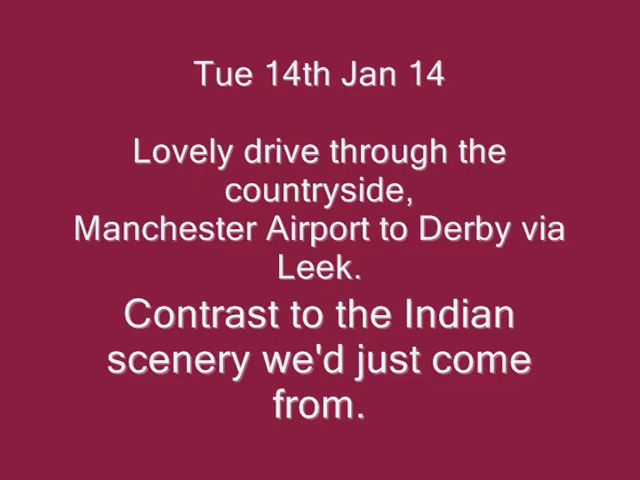 Tue 14th Jan 14
Lovely drive through the
countryside,
Manchester Airport to Derby via
Leek.
Contrast to the Indian
scenery we'd just come
from.